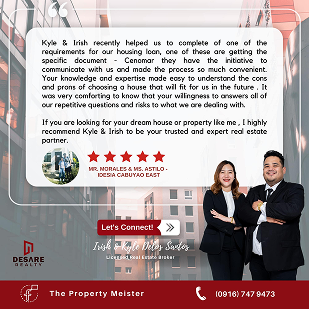 Kyle & Irish recently helped us to complete of one of the
requirements for our housing loan, one of these are getting the
specific document - Cenomar they have the initiative to
communicate with us and made the process so much convenient.
Your knowledge and expertise made easy to understand the cons
and prons of choosing a house that will fit for us in the future . It
was very comforting to know that your willingness to answers all of
our repetitive questions and risks to what we are dealing with.
If you are looking for your dream house or property like me , I highly
recommend Kyle & Irish to be your trusted and expert real estate
partner.
MR. MORALES & MS. ASTILO -
IDESIA CABUYAO EAST
Let's Connect!
Irish & Kyle Delos Santos
Licensed Real Estate Broker
DESARE
REALTY
The Property Meister
(0916) 747 9473